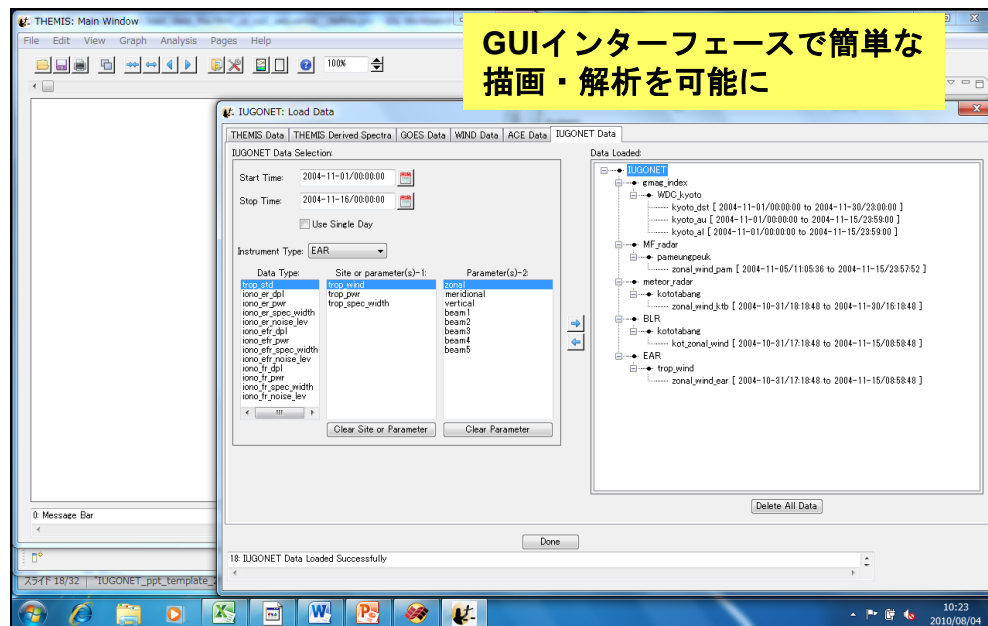 THEMIS: Main Window
GUIインターフェースで簡単な
描画・解析を可能に
File Edit View Graph Analysis Pages Help
100%
IUGONET: Load Data
THEMIS Data THEMIS Derived Spectra GOES Data WIND Data ACE Data IUGONET Data
IUGONET Data Selection:
Start Time: 2004-11-01/00:00:00
Stop Time: 2004-11-16/00:00:00
Use Single Day
Instrument Type: EAR
Data Type:
trop_std
iono_er_dpl
iono_er_pwr
iono_er_spec_width
iono_er_noise_lev
iono_efr_dpl
iono_efr_pwr
iono_efr_spec_width
iono_efr_noise_lev
iono_fr_dpl
iono_fr_pwr
iono_fr_spec_width
iono_fr_noise_lev
Site or parameter(s)-1:
trop_wind
trop_pwr
trop_spec_width
Clear Site or Parameter
Parameter(s)-2:
zonal
meridional
vertical
beam1
beam2
beam3
beam4
beam5
Clear Parameter
Data Loaded:
IUGONET
gmag_index
WDC_kyoto
kyoto_dst [ 2004-11-01/00:00:00 to 2004-11-30/23:00:00 ]
kyoto_au [ 2004-11-01/00:00:00 to 2004-11-15/23:59:00 ]
kyoto_al [ 2004-11-01/00:00:00 to 2004-11-15/23:59:00 ]
MF_radar
pameungpeuk
zonal_wind_pam [ 2004-11-05/11:05:36 to 2004-11-15/23:57:52 ]
meteor_radar
kototabang
zonal_wind_ktb [ 2004-10-31/18:18:48 to 2004-11-30/16:18:48 ]
BLR
kototabang
kot_zonal_wind [ 2004-10-31/17:18:48 to 2004-11-15/08:58:48 ]
EAR
trop_wind
zonal_wind_ear [ 2004-10-31/17:18:48 to 2004-11-15/08:58:48 ]
Delete All Data
Done
0: Message Bar
18: IUGONET Data Loaded Successfully
スライド 18/32 "IUGONET_ppt_template_2
10:23
2010/08/04